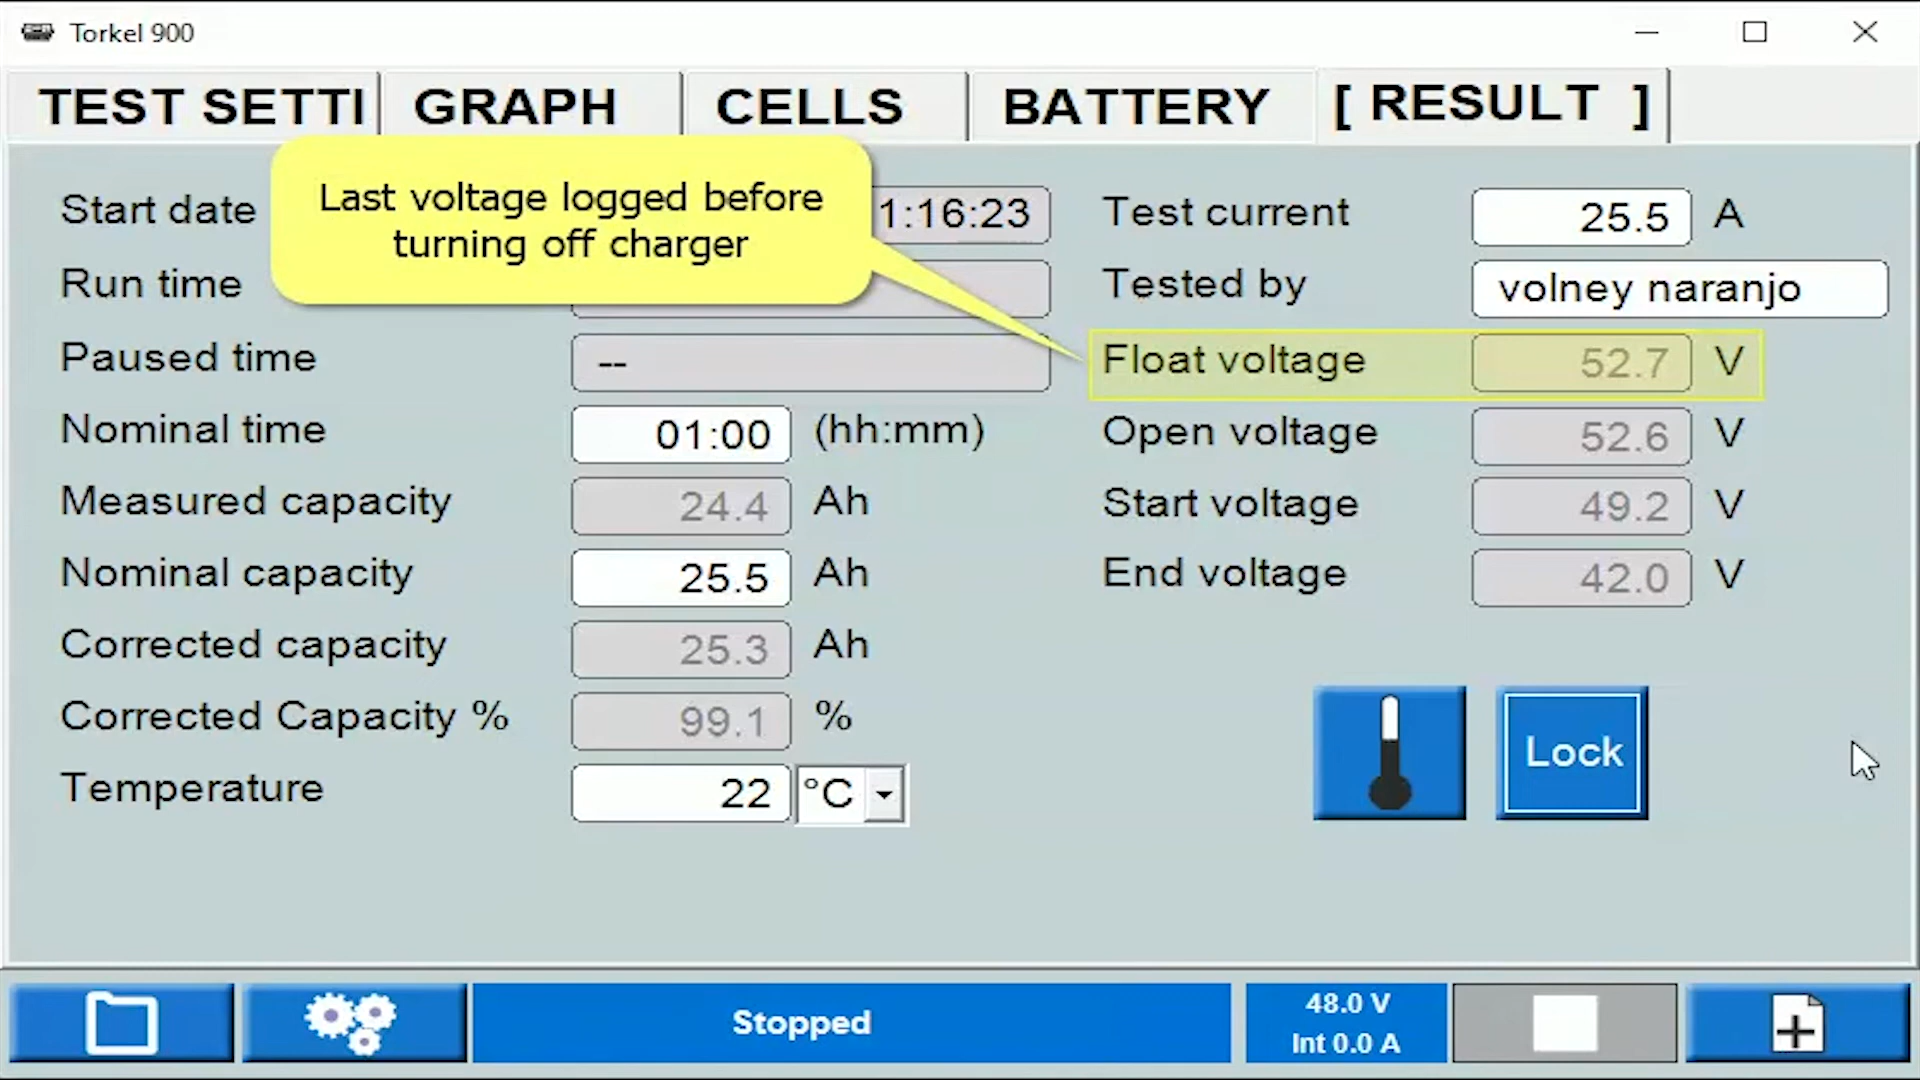 Torkel 900
TEST SETTI GRAPH CELLS BATTERY [ RESULT ]
Last voltage logged before
turning off charger
Start date 1:16:23
Run time
Paused time --
Nominal time 01:00 (hh:mm)
Measured capacity 24.4 Ah
Nominal capacity 25.5 Ah
Corrected capacity 25.3 Ah
Corrected Capacity % 99.1 %
Temperature 22 °C
Test current 25.5 A
Tested by volney naranjo
Float voltage 52.7 V
Open voltage 52.6 V
Start voltage 49.2 V
End voltage 42.0 V
Lock
Stopped
48.0 V
Int 0.0 A